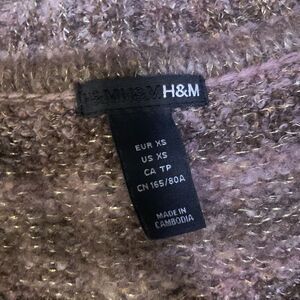 H&M H&M H&M
EUR XS
US XS
CA TP
CN 165/80A
MADE IN
CAMBODIA